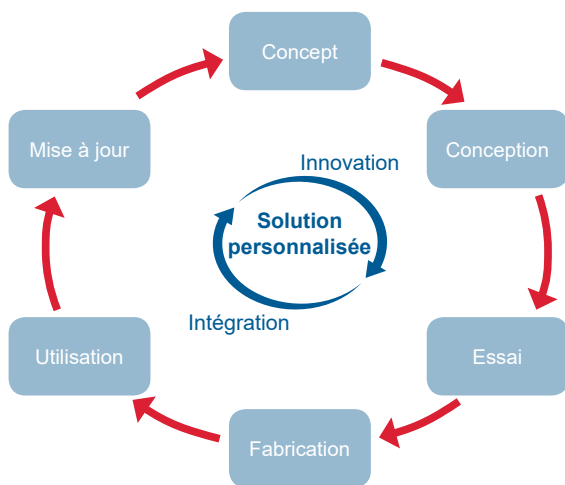 Concept
Mise à jour
Conception
Innovation
Solution
personnalisée
Intégration
Utilisation
Essai
Fabrication